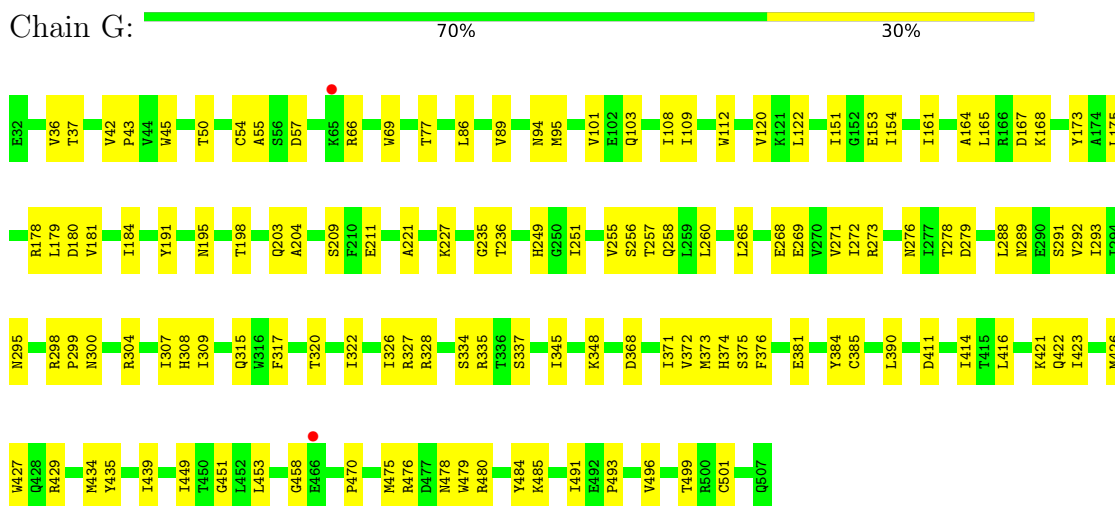 Chain G:
70% 30%
E32 V36 T37 V42 P43 V44 W45 T50 C54 A55 S56 D57 K65 R66 W69 T77 L86 V89 N94 M95 V101 E102 Q103 I108 I109 W112 V120 K121 L122 I151 G152 E153 I154 I161 A164 L165 R166 D167 K168 Y173 A174 L175
R178 L179 D180 V181 I184 Y191 N195 T198 Q203 A204 S209 F210 E211 A221 K227 G235 T236 H249 G250 I251 V255 S256 T257 Q258 L259 L260 L265 E268 E269 V270 V271 I272 R273 N276 I277 T278 D279 L288 N289 E290 S291 V292 I293
N295 R298 P299 N300 R304 I307 H308 I309 Q315 W316 F317 T320 I322 I326 R327 R328 S334 R335 T336 S337 I345 K348 D368 I371 V372 M373 H374 S375 F376 E381 Y384 C385 L390 D411 I414 T415 L416 K421 Q422 I423 M426
W427 Q428 R429 M434 Y435 I439 I449 T450 G451 L452 L453 G458 E466 P470 M475 R476 D477 N478 W479 R480 Y484 K485 I491 E492 P493 V496 T499 R500 C501 Q507